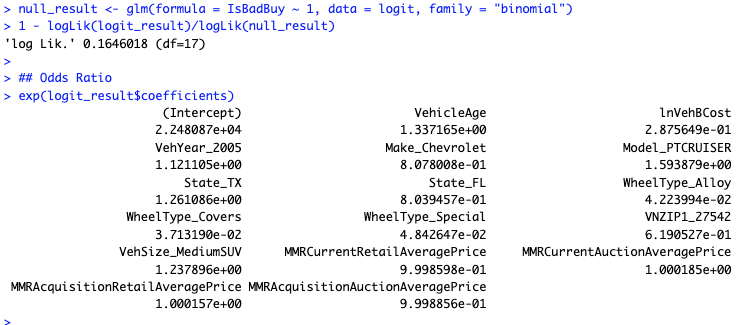 > null_result <- glm(formula = IsBadBuy ~ 1, data = logit, family = "binomial")
> 1 - logLik(logit_result)/logLik(null_result)
'log Lik.' 0.1646018 (df=17)
>
> ## Odds Ratio
> exp(logit_result$coefficients)
(Intercept) VehicleAge lnVehBCost
2.248087e+04 1.337165e+00 2.875649e-01
VehYear_2005 Make_Chevrolet Model_PTCRUISER
1.121105e+00 8.078008e-01 1.593879e+00
State_TX State_FL WheelType_Alloy
1.261086e+00 8.039457e-01 4.223994e-02
WheelType_Covers WheelType_Special VNZIP1_27542
3.713190e-02 4.842647e-02 6.190527e-01
VehSize_MediumSUV MMRCurrentRetailAveragePrice MMRCurrentAuctionAveragePrice
1.237896e+00 9.998598e-01 1.000185e+00
MMRAcquisitionRetailAveragePrice MMRAcquisitionAuctionAveragePrice
1.000157e+00 9.998856e-01
>